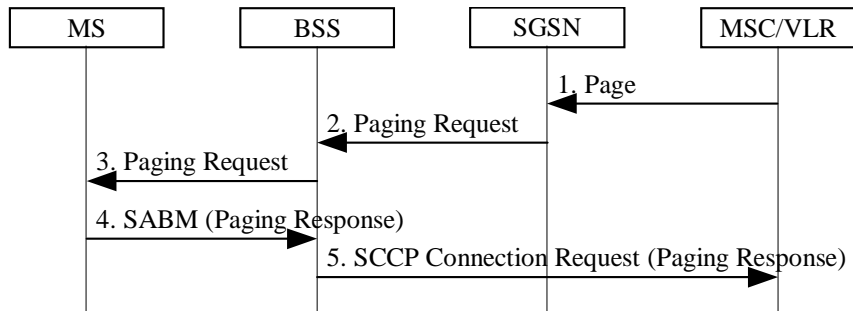 MS
BSS
SGSN
MSC/VLR
1. Page
2. Paging Request
3. Paging Request
4. SABM (Paging Response)
5. SCCP Connection Request (Paging Response)